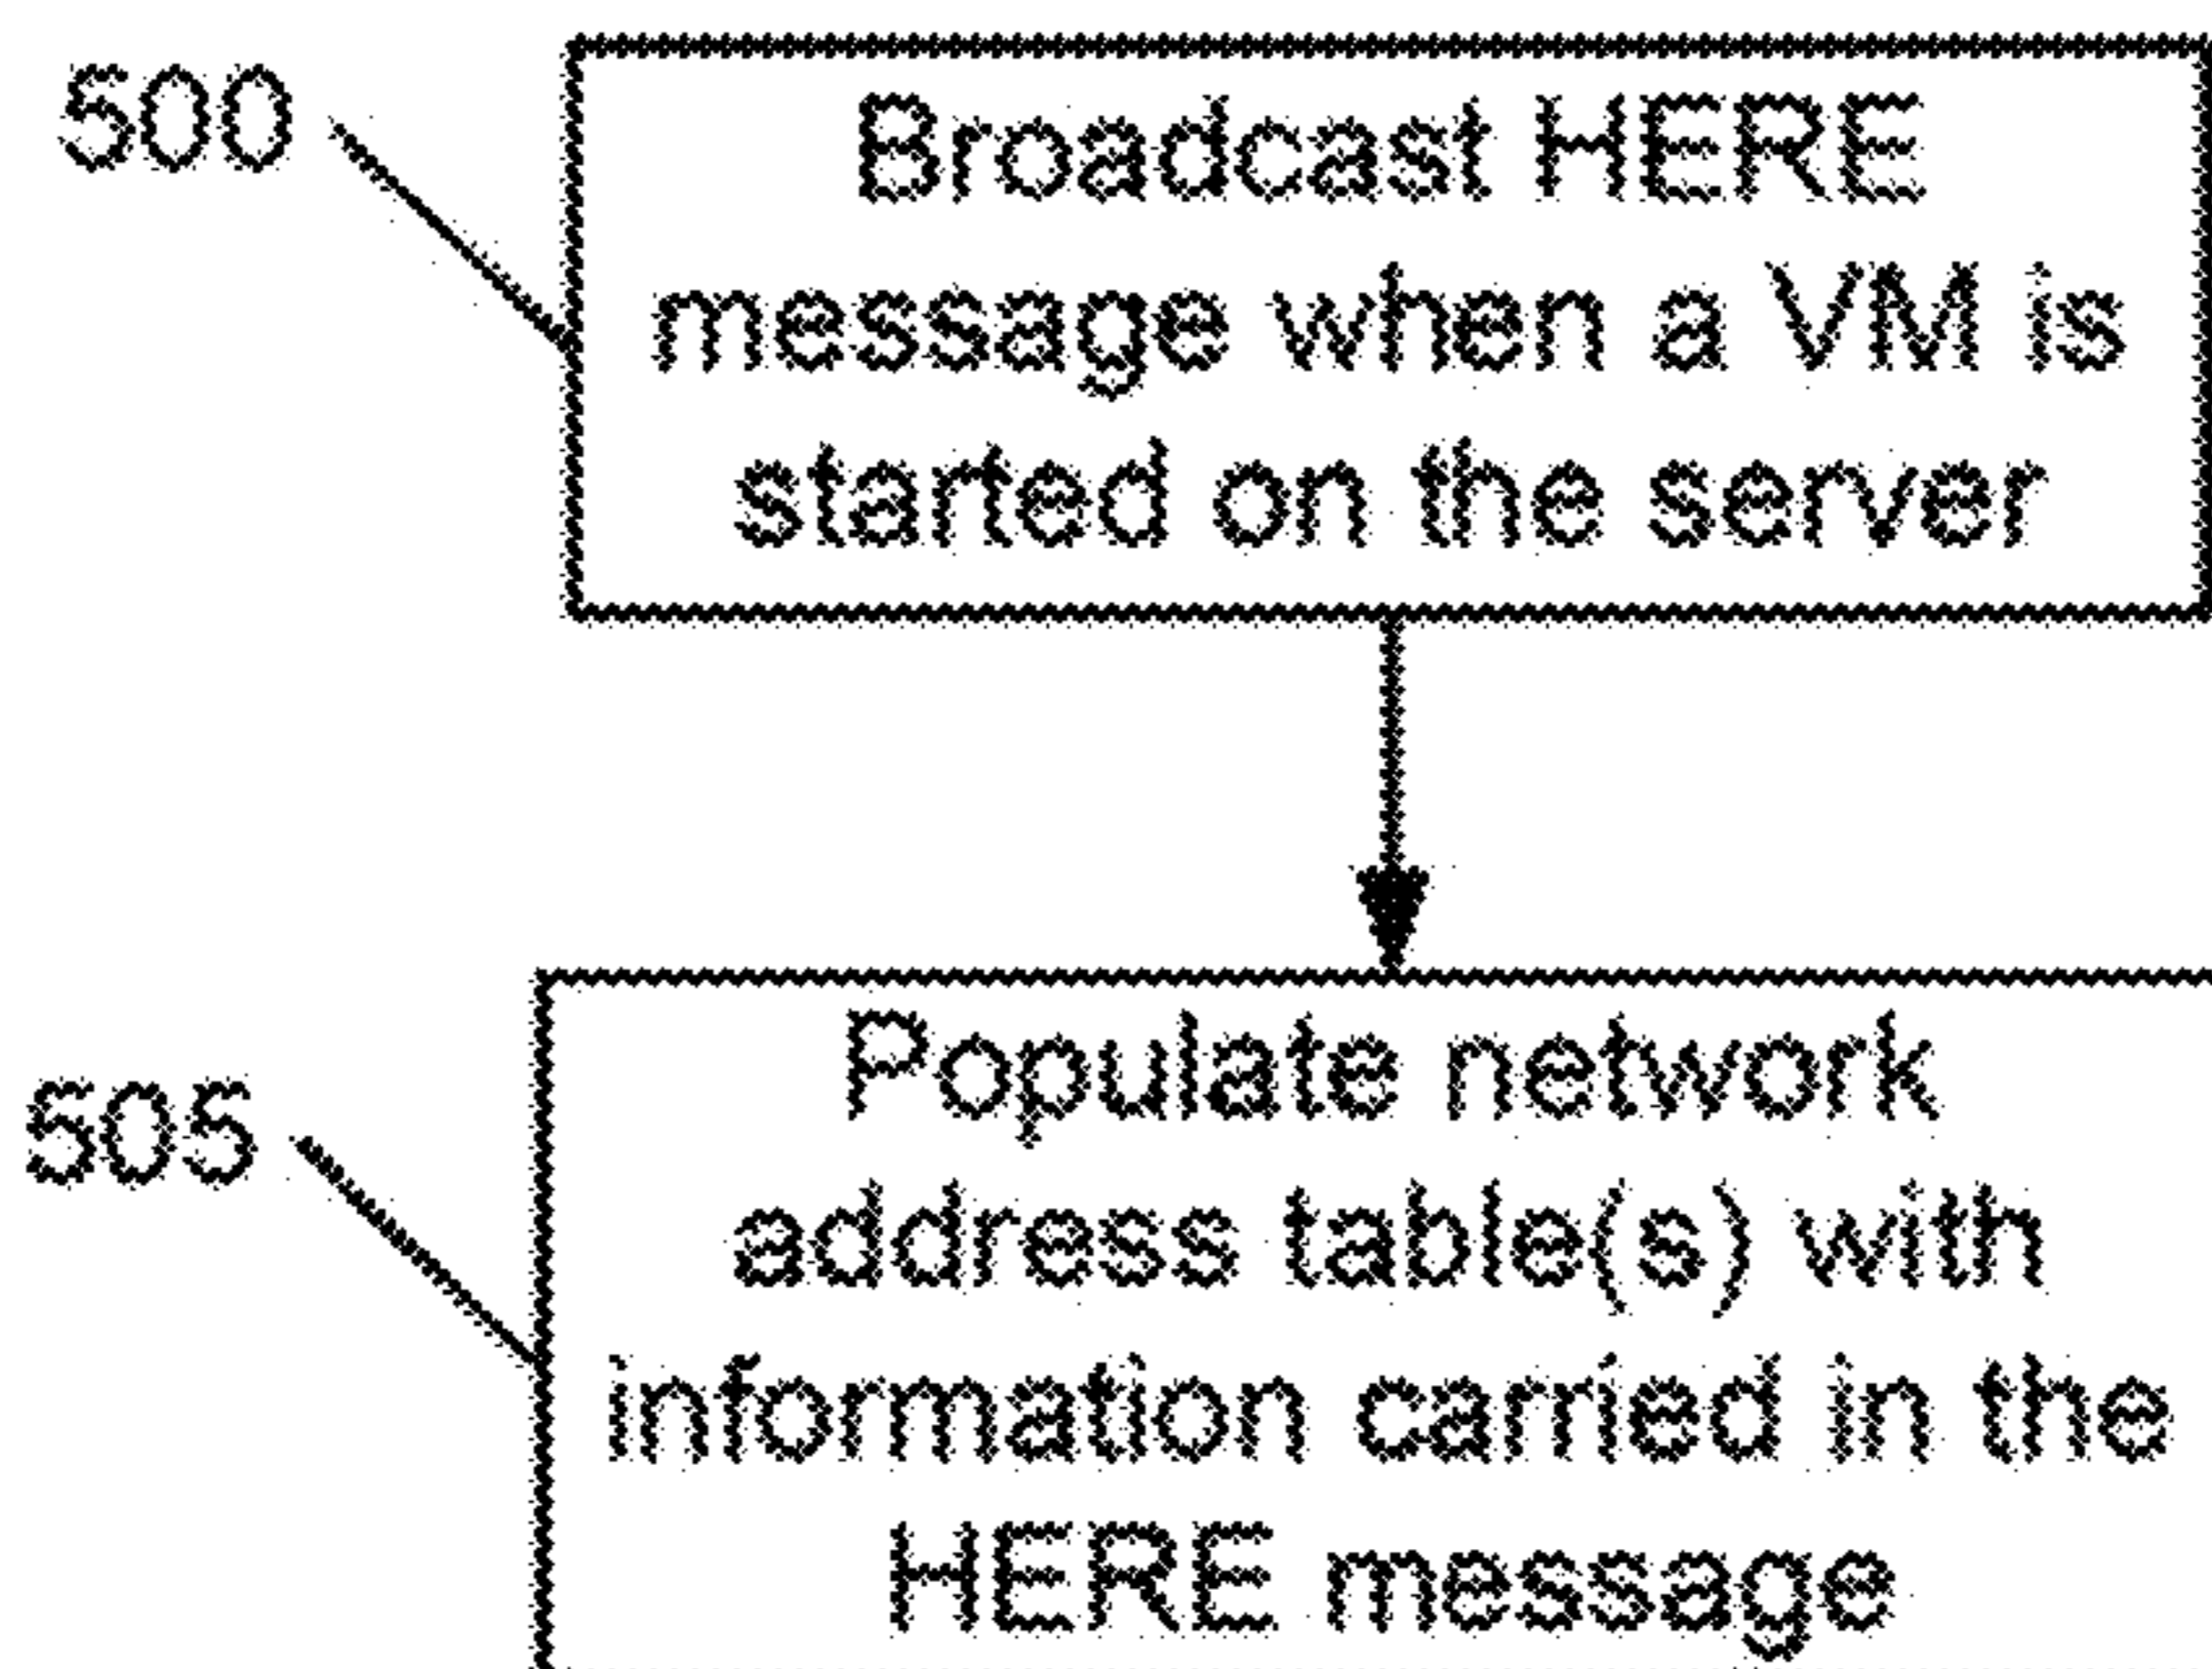 500
Broadcast HERE
message when a VM is
started on the server
505
Populate network
address table(s) with
information carried in the
HERE message